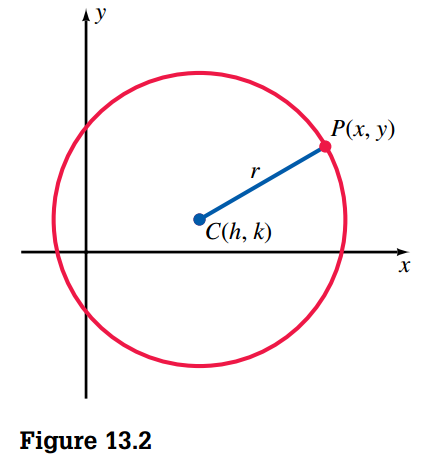 y
P(x, y)
r
C(h, k)
x
Figure 13.2